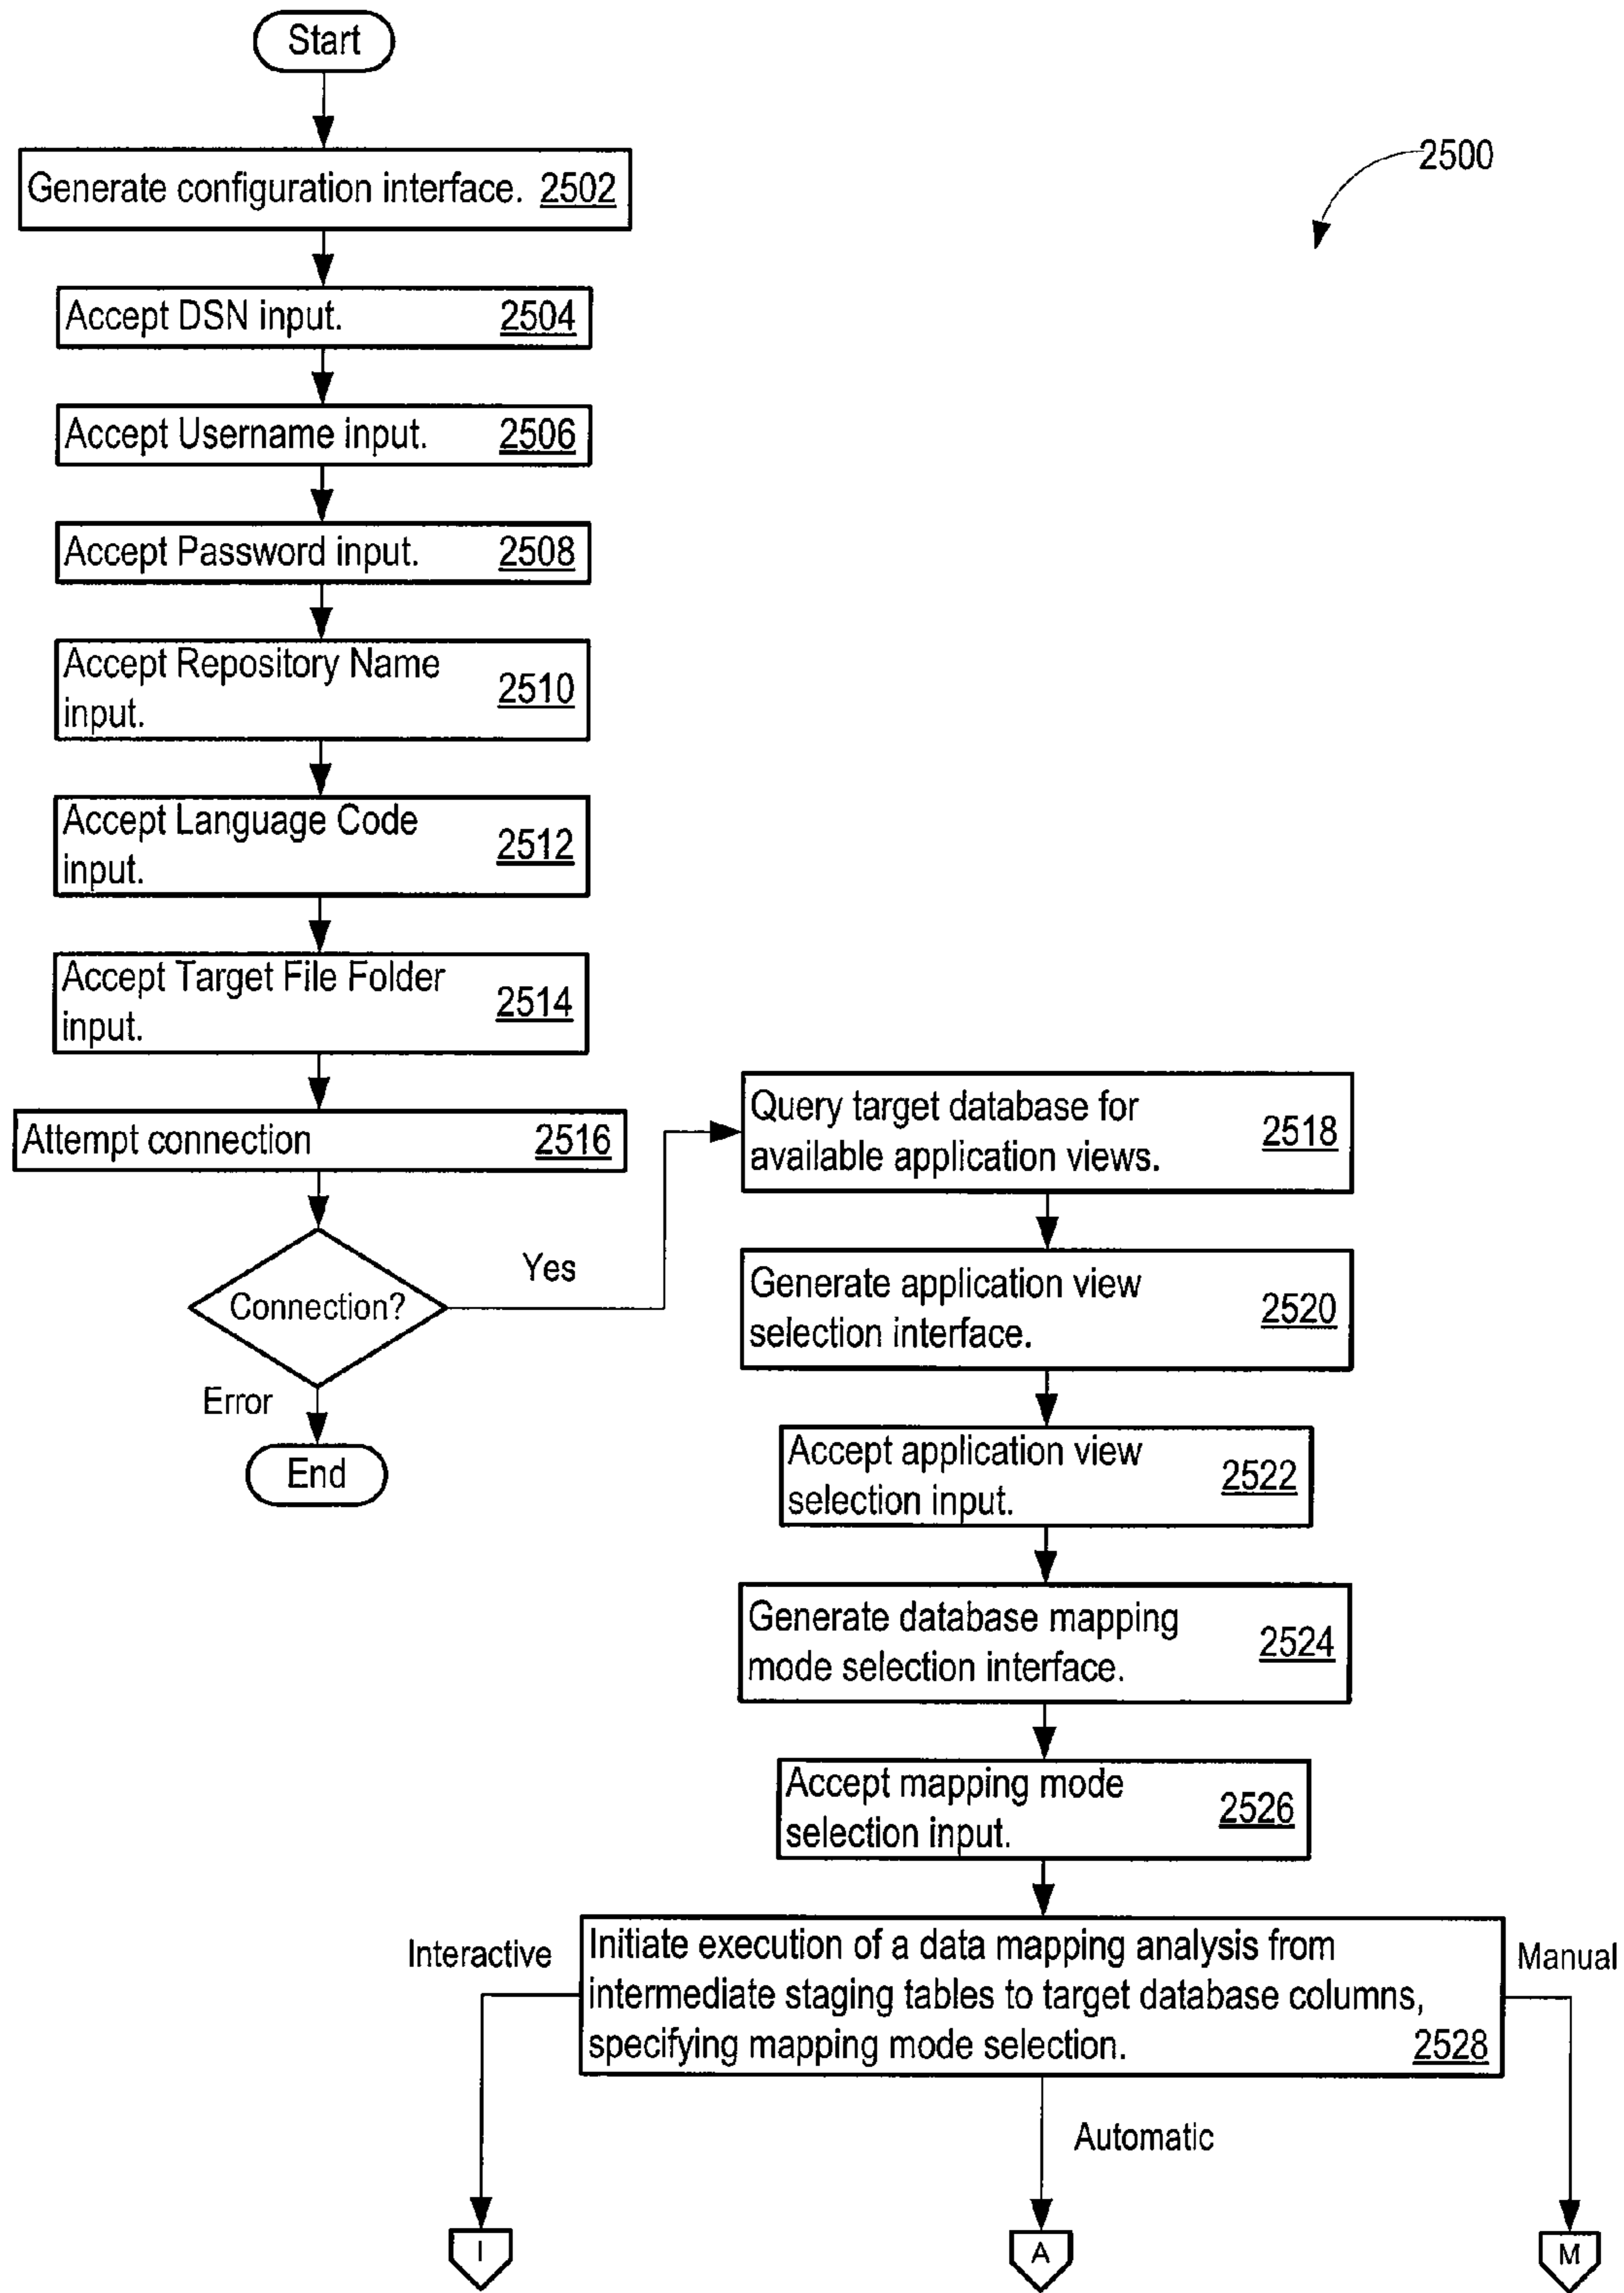 Start
2500
Generate configuration interface. 2502
Accept DSN input. 2504
Accept Username input. 2506
Accept Password input. 2508
Accept Repository Name
input. 2510
Accept Language Code
input. 2512
Accept Target File Folder
input. 2514
Attempt connection 2516
Connection?
Yes
Error
End
Query target database for
available application views. 2518
Generate application view
selection interface. 2520
Accept application view
selection input. 2522
Generate database mapping
mode selection interface. 2524
Accept mapping mode
selection input. 2526
Initiate execution of a data mapping analysis from
intermediate staging tables to target database columns,
specifying mapping mode selection. 2528
Interactive
Manual
Automatic
I
A
M